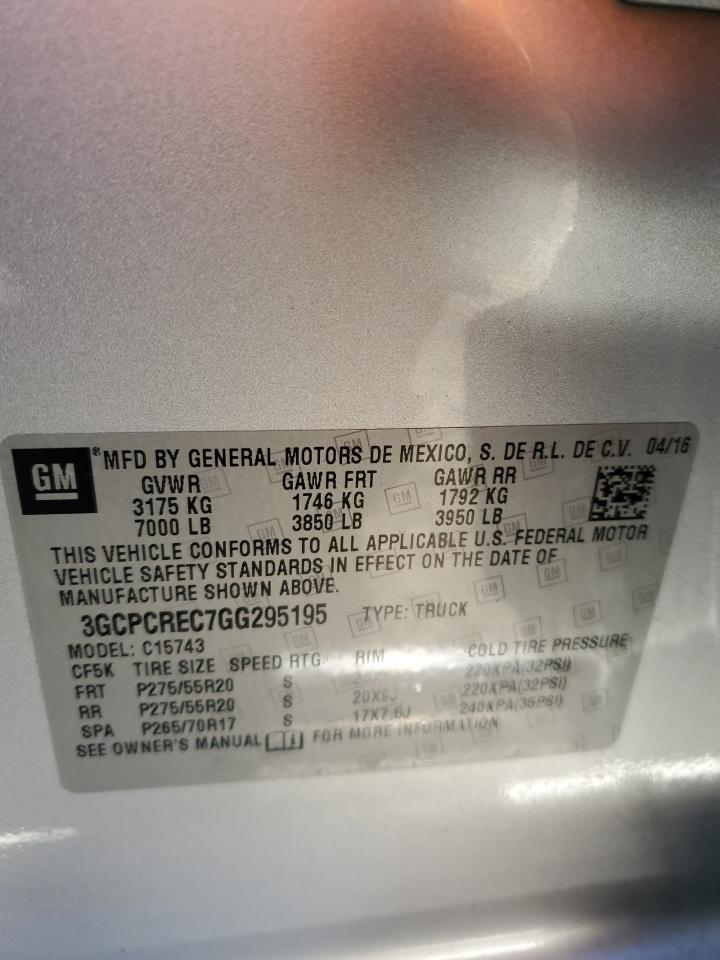 GM
®MFD BY GENERAL MOTORS DE MEXICO, S. DE R.L. DE C.V. 04/16
GVWR GAWR FRT GAWR RR
3175 KG 1746 KG 1792 KG
7000 LB 3850 LB 3950 LB
THIS VEHICLE CONFORMS TO ALL APPLICABLE U.S. FEDERAL MOTOR
VEHICLE SAFETY STANDARDS IN EFFECT ON THE DATE OF
MANUFACTURE SHOWN ABOVE.
3GCPCREC7GG295195 TYPE: TRUCK
MODEL: C15743
CF5K TIRE SIZE SPEED RTG RIM COLD TIRE PRESSURE
FRT P275/55R20 S 220KPA(32PSI)
RR P275/55R20 S 20X9J 220KPA(32PSI)
SPA P265/70R17 S 240KPA(35PSI)
SEE OWNER'S MANUAL FOR MORE INFORMATION